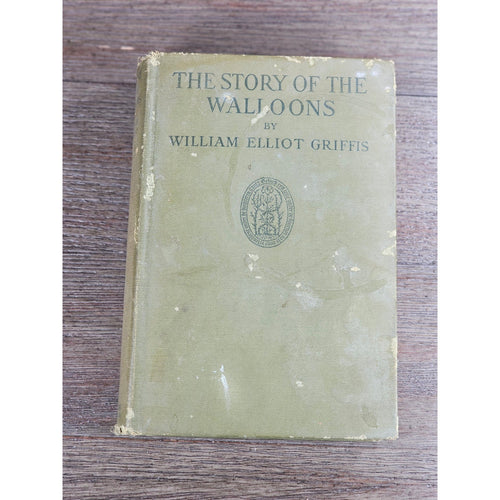 THE STORY OF THE
WALLOONS
BY
WILLIAM ELLIOT GRIFFIS